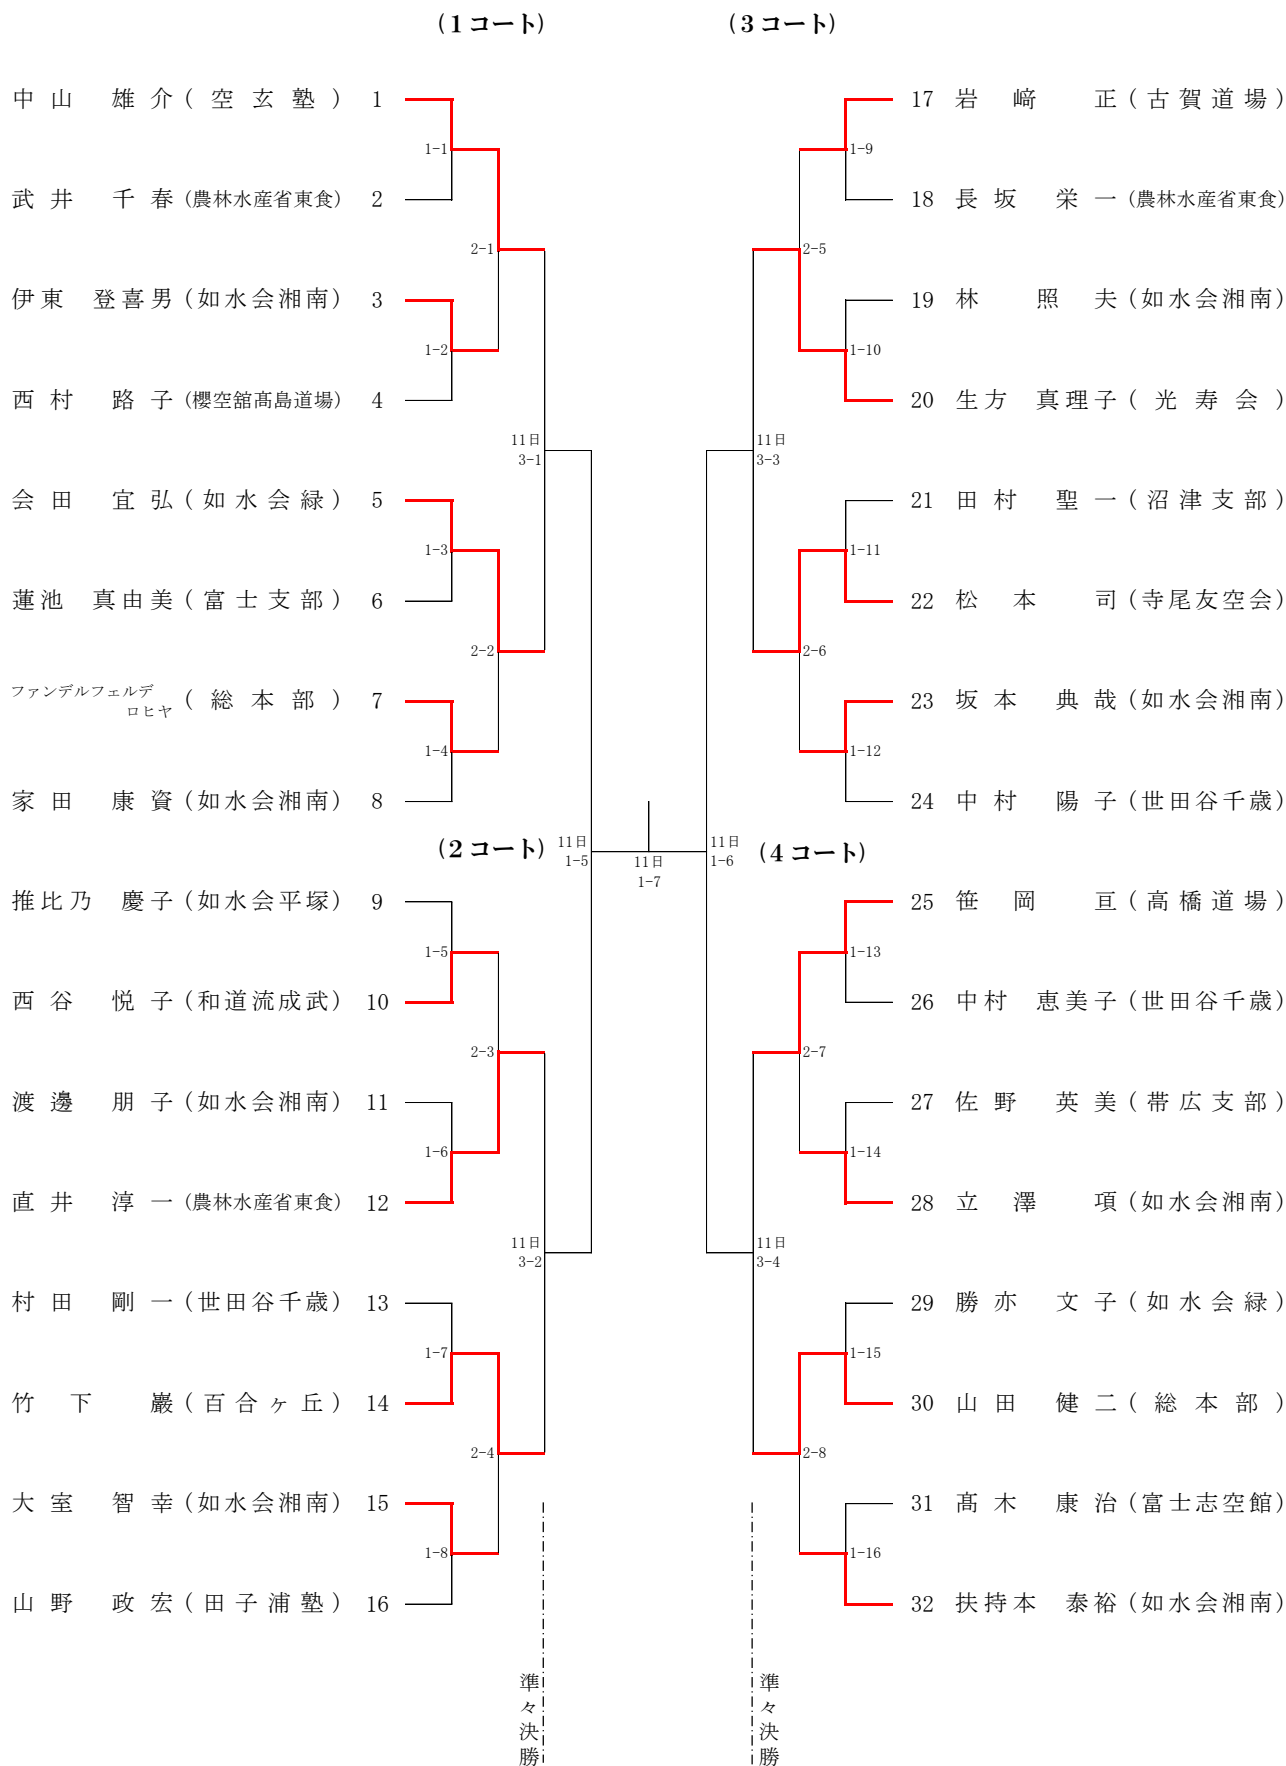 (1コート)
中山 雄介(空玄塾) 1
1-1
武井 千春(農林水産省東食) 2
2-1
伊東 登喜男(如水会湘南) 3
1-2
西村 路子(櫻空舘髙島道場) 4
11日
3-1
会田 宜弘(如水会緑) 5
1-3
蓮池 真由美(富士支部) 6
2-2
ファンデルフェルデ
ロヒヤ
(総本部) 7
1-4
家田 康資(如水会湘南) 8
(2コート)
11日
1-5
推比乃 慶子(如水会平塚) 9
1-5
西谷 悦子(和道流成武) 10
2-3
渡邊 朋子(如水会湘南) 11
1-6
直井 淳一(農林水産省東食) 12
11日
3-2
村田 剛一(世田谷千歳) 13
1-7
竹下 巖(百合ヶ丘) 14
2-4
大室 智幸(如水会湘南) 15
1-8
山野 政宏(田子浦塾) 16
準々決勝
11日
1-7
(3コート)
17 岩﨑 正(古賀道場)
1-9
18 長坂 栄一(農林水産省東食)
2-5
19 林 照夫(如水会湘南)
1-10
20 生方 真理子(光寿会)
11日
3-3
21 田村 聖一(沼津支部)
1-11
22 松本 司(寺尾友空会)
2-6
23 坂本 典哉(如水会湘南)
1-12
24 中村 陽子(世田谷千歳)
11日
1-6
(4コート)
25 笹岡 亘(高橋道場)
1-13
26 中村 恵美子(世田谷千歳)
2-7
27 佐野 英美(帯広支部)
1-14
28 立澤 項(如水会湘南)
11日
3-4
29 勝亦 文子(如水会緑)
1-15
30 山田 健二(総本部)
2-8
31 髙木 康治(富士志空館)
1-16
32 扶持本 泰裕(如水会湘南)
準々決勝